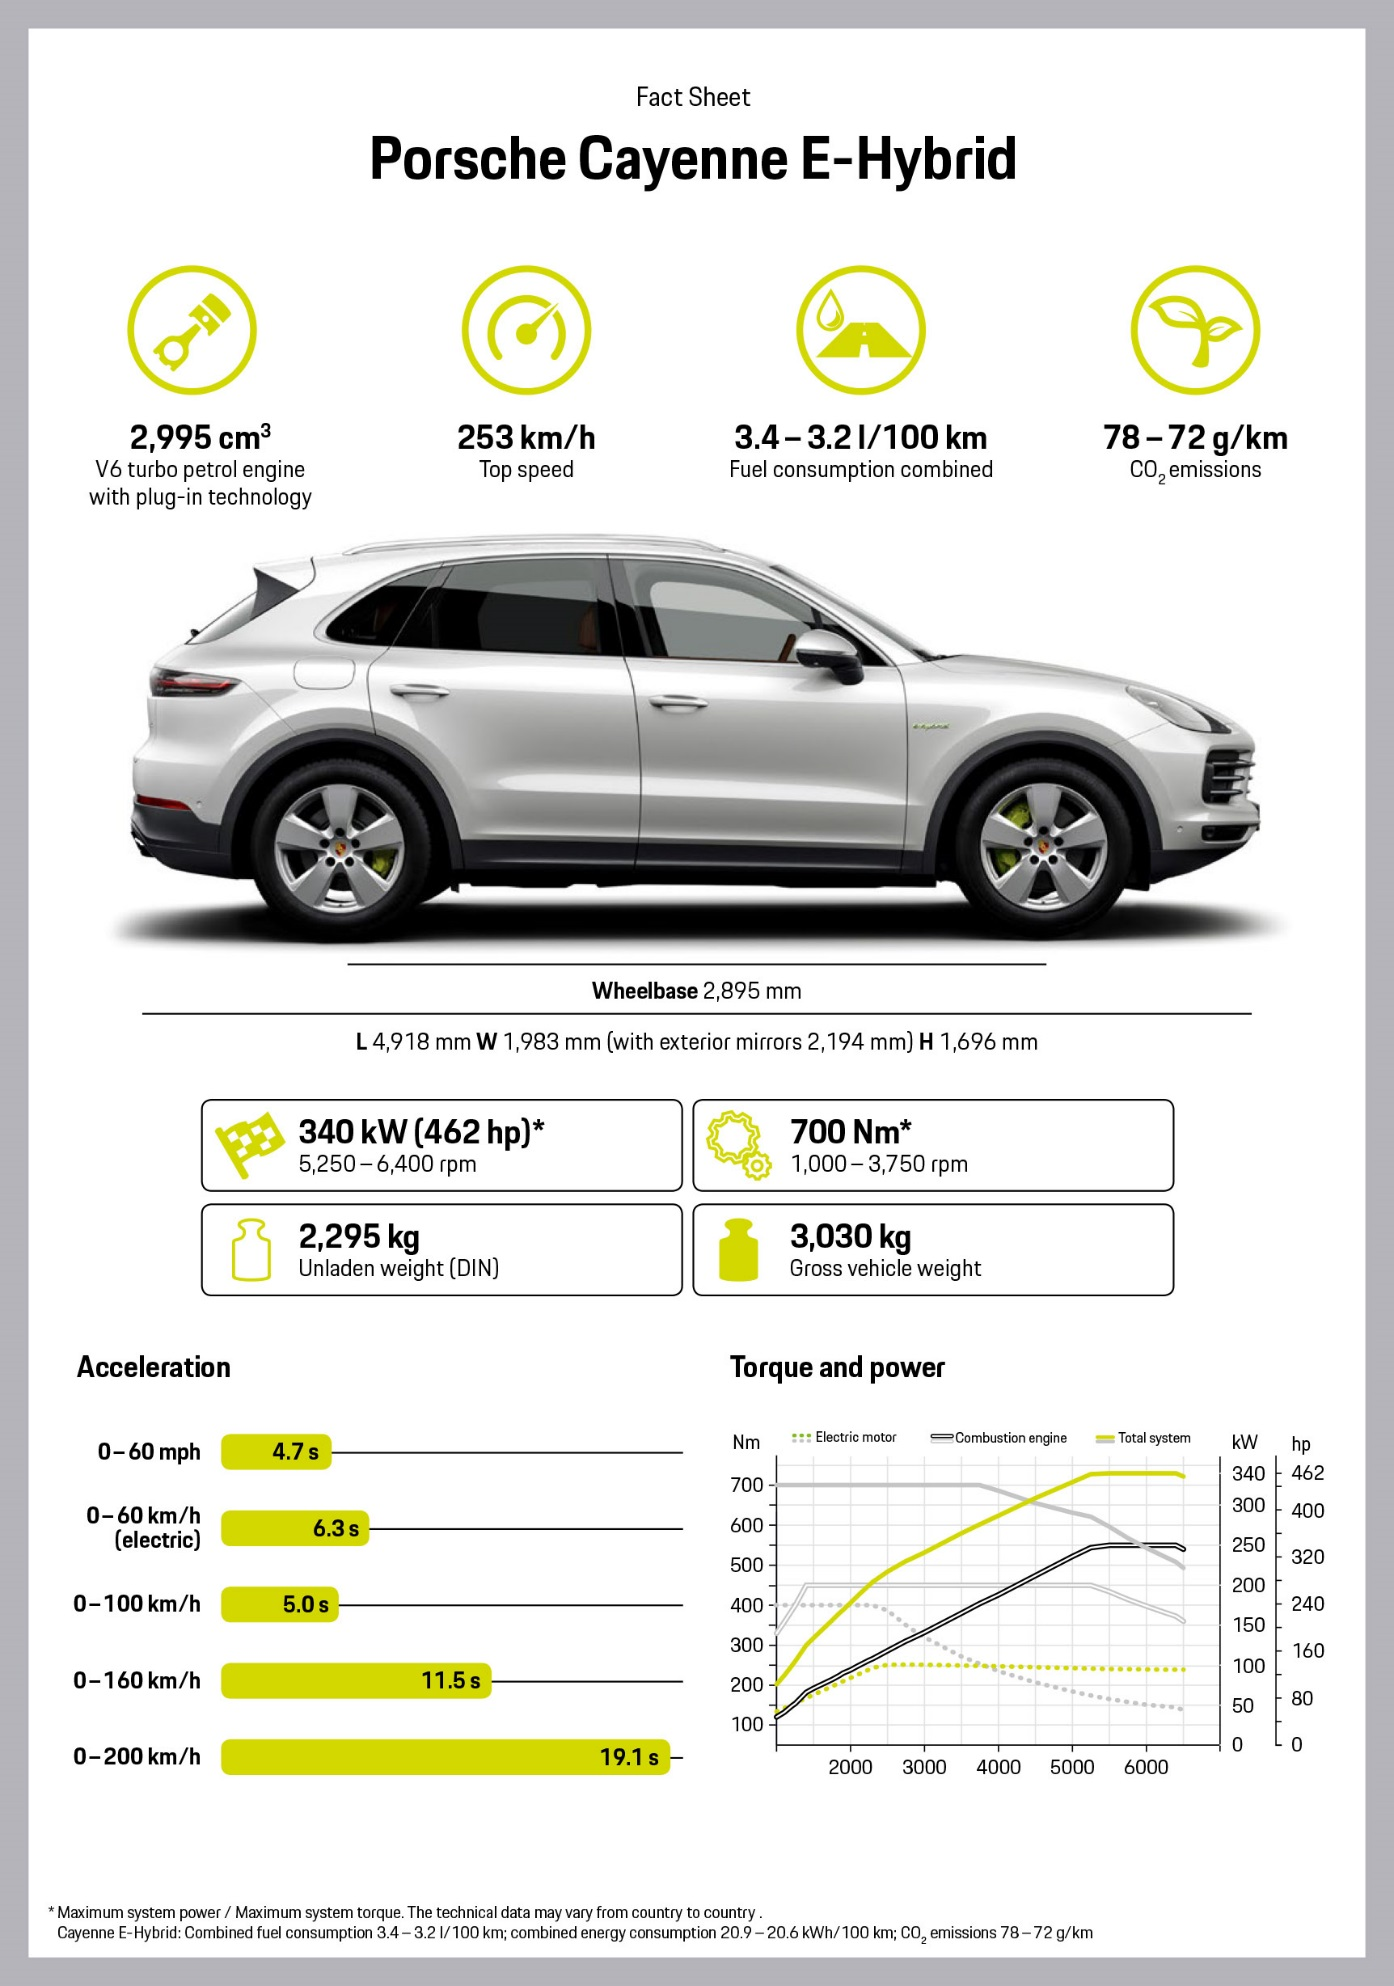 Fact Sheet
Porsche Cayenne E-Hybrid
2,995 cm³
V6 turbo petrol engine
with plug-in technology
253 km/h
Top speed
3.4 – 3.2 l/100 km
Fuel consumption combined
78 – 72 g/km
CO₂ emissions
Wheelbase 2,895 mm
L 4,918 mm W 1,983 mm (with exterior mirrors 2,194 mm) H 1,696 mm
340 kW (462 hp)*
5,250 – 6,400 rpm
700 Nm*
1,000 – 3,750 rpm
2,295 kg
Unladen weight (DIN)
3,030 kg
Gross vehicle weight
Acceleration
0 – 60 mph 4.7 s
0 – 60 km/h
(electric) 6.3 s
0 – 100 km/h 5.0 s
0 – 160 km/h 11.5 s
0 – 200 km/h 19.1 s
Torque and power
Nm Electric motor Combustion engine Total system kW hp
700
600
500
400
300
200
100
340
300
250
200
150
100
50
0
462
400
320
240
160
80
0
2000 3000 4000 5000 6000
* Maximum system power / Maximum system torque. The technical data may vary from country to country .
Cayenne E-Hybrid: Combined fuel consumption 3.4 – 3.2 l/100 km; combined energy consumption 20.9 – 20.6 kWh/100 km; CO₂ emissions 78 – 72 g/km